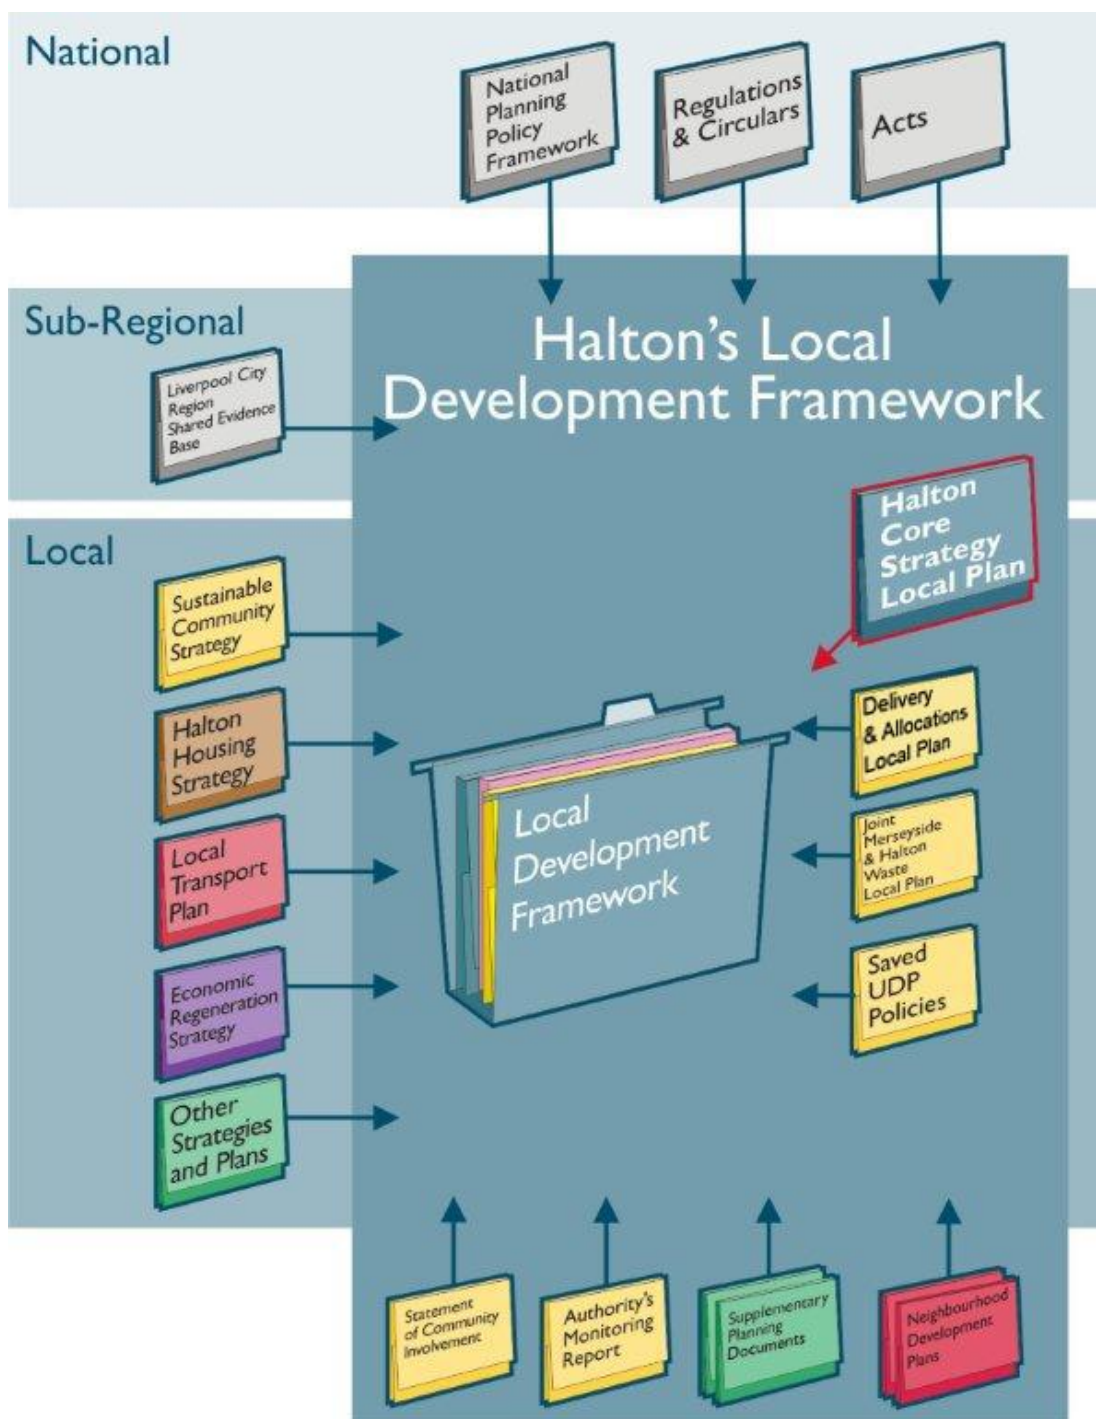 National
National
Planning
Policy
Framework
Regulations
& Circulars
Acts
Sub-Regional
Halton's Local
Development Framework
Liverpool City
Region
Shared Evidence
Base
Local
Halton
Core
Strategy
Local Plan
Sustainable
Community
Strategy
Halton
Housing
Strategy
Local
Transport
Plan
Economic
Regeneration
Strategy
Other
Strategies
and Plans
Local
Development
Framework
Delivery
& Allocations
Local Plan
Joint
Merseyside
& Halton
Waste
Local Plan
Saved
UDP
Policies
Statement
of Community
Involvement
Authority's
Monitoring
Report
Supplementary
Planning
Documents
Neighbourhood
Development
Plans